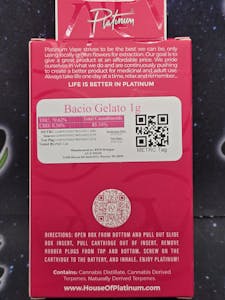 Platinum
Platinum Vape strives to be the best we can be, only
using locally grown flowers for extraction. Our goal is to
give a great product at an affordable price. We pride
ourselves in what we do and are continuously pushing
to create a better product for medicinal and adult use
Always take life one day at a time, relax and remember...
LIFE IS BETTER IN PLATINUM
Bacio Gelato 1g
Total Cannabinoids
METRC Tag
DIRECTIONS: OPEN BOX FROM BOTTOM AND PULL OUT SLIDE
BOX INSERT, PULL CARTRIDGE OUT OF INSERT, REMOVE
RUBBER PLUGS FROM TOP AND BOTTOM. SCREW ON THE
CARTRIDGE TO THE BATTERY, AND INHALE. ENJOY PLATINUM!
Contains: Cannabis Distillate, Cannabis Derived
Terpenes, Naturally Derived Terpenes.
www.HouseOfPlatinum.com